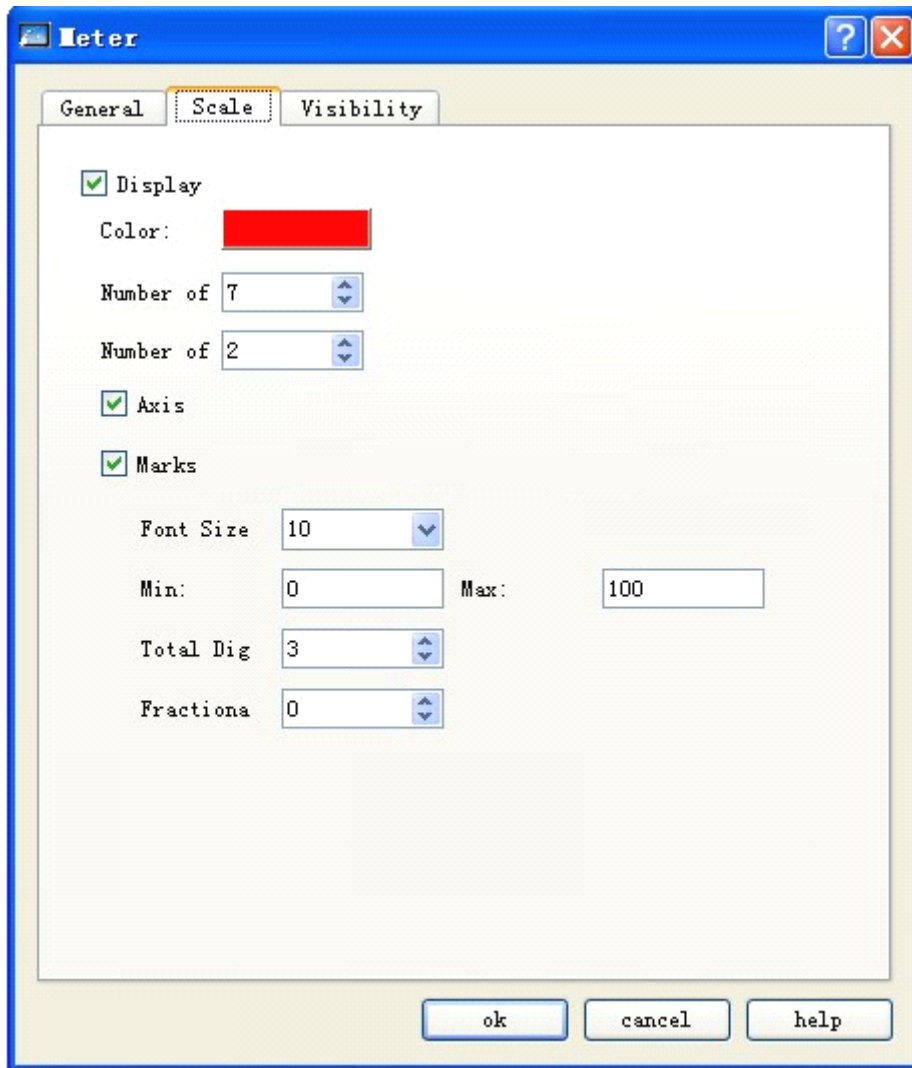 Meter
General Scale Visibility
Display
Color:
Number of 7
Number of 2
Axis
Marks
Font Size 10
Min: 0 Max: 100
Total Dig 3
Fractiona 0
ok cancel help